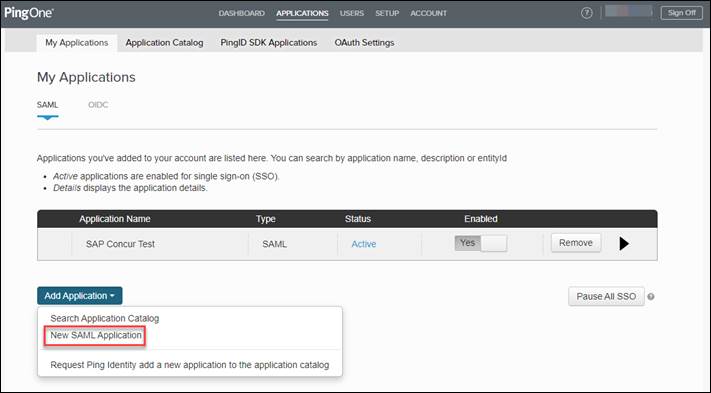 PingOne DASHBOARD APPLICATIONS USERS SETUP ACCOUNT ? Sign Off
My Applications Application Catalog PingID SDK Applications OAuth Settings
My Applications
SAML OIDC
Applications you've added to your account are listed here. You can search by application name, description or entityId
• Active applications are enabled for single sign-on (SSO).
• Details displays the application details.
Application Name Type Status Enabled
SAP Concur Test SAML Active Yes Remove
Add Application Pause All SSO ?
Search Application Catalog
New SAML Application
Request Ping Identity add a new application to the application catalog